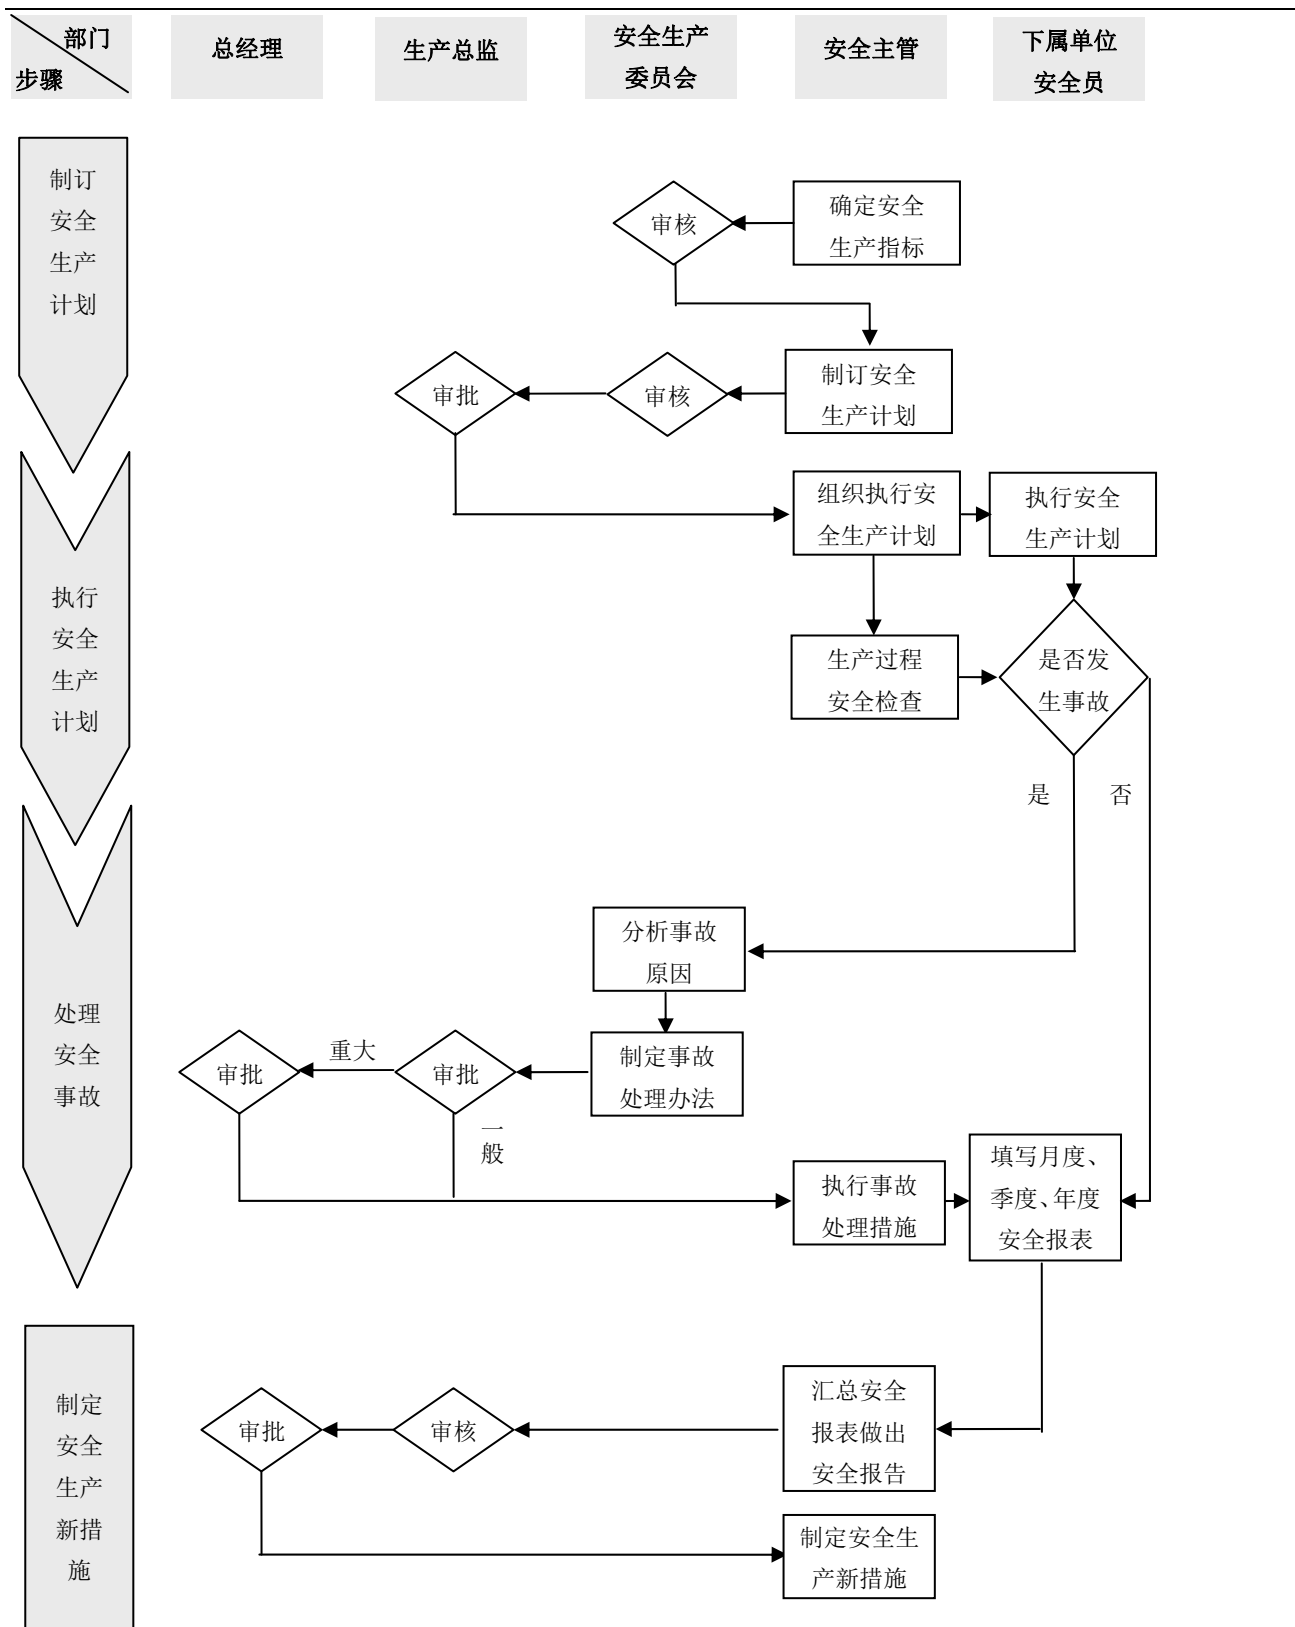 部门
步骤
总经理
生产总监
安全生产
委员会
安全主管
下属单位
安全员
制订
安全
生产
计划
审核
确定安全
生产指标
审批
审核
制订安全
生产计划
执行
安全
生产
计划
组织执行安
全生产计划
执行安全
生产计划
生产过程
安全检查
是否发
生事故
是
否
处理
安全
事故
分析事故
原因
审批
重大
审批
制定事故
处理办法
一
般
执行事故
处理措施
填写月度、
季度、年度
安全报表
制定
安全
生产
新措
施
审批
审核
汇总安全
报表做出
安全报告
制定安全生
产新措施